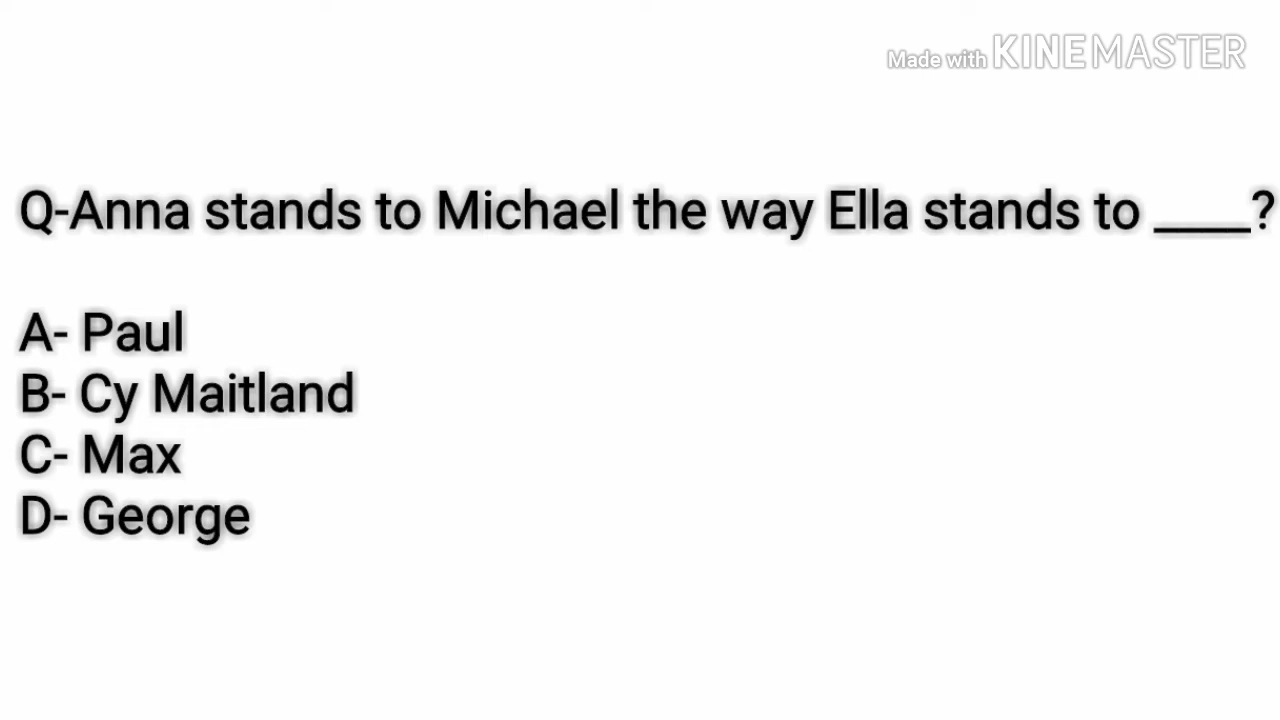 Made with KINEMASTER
Q-Anna stands to Michael the way Ella stands to ____?
A- Paul
B- Cy Maitland
C- Max
D- George